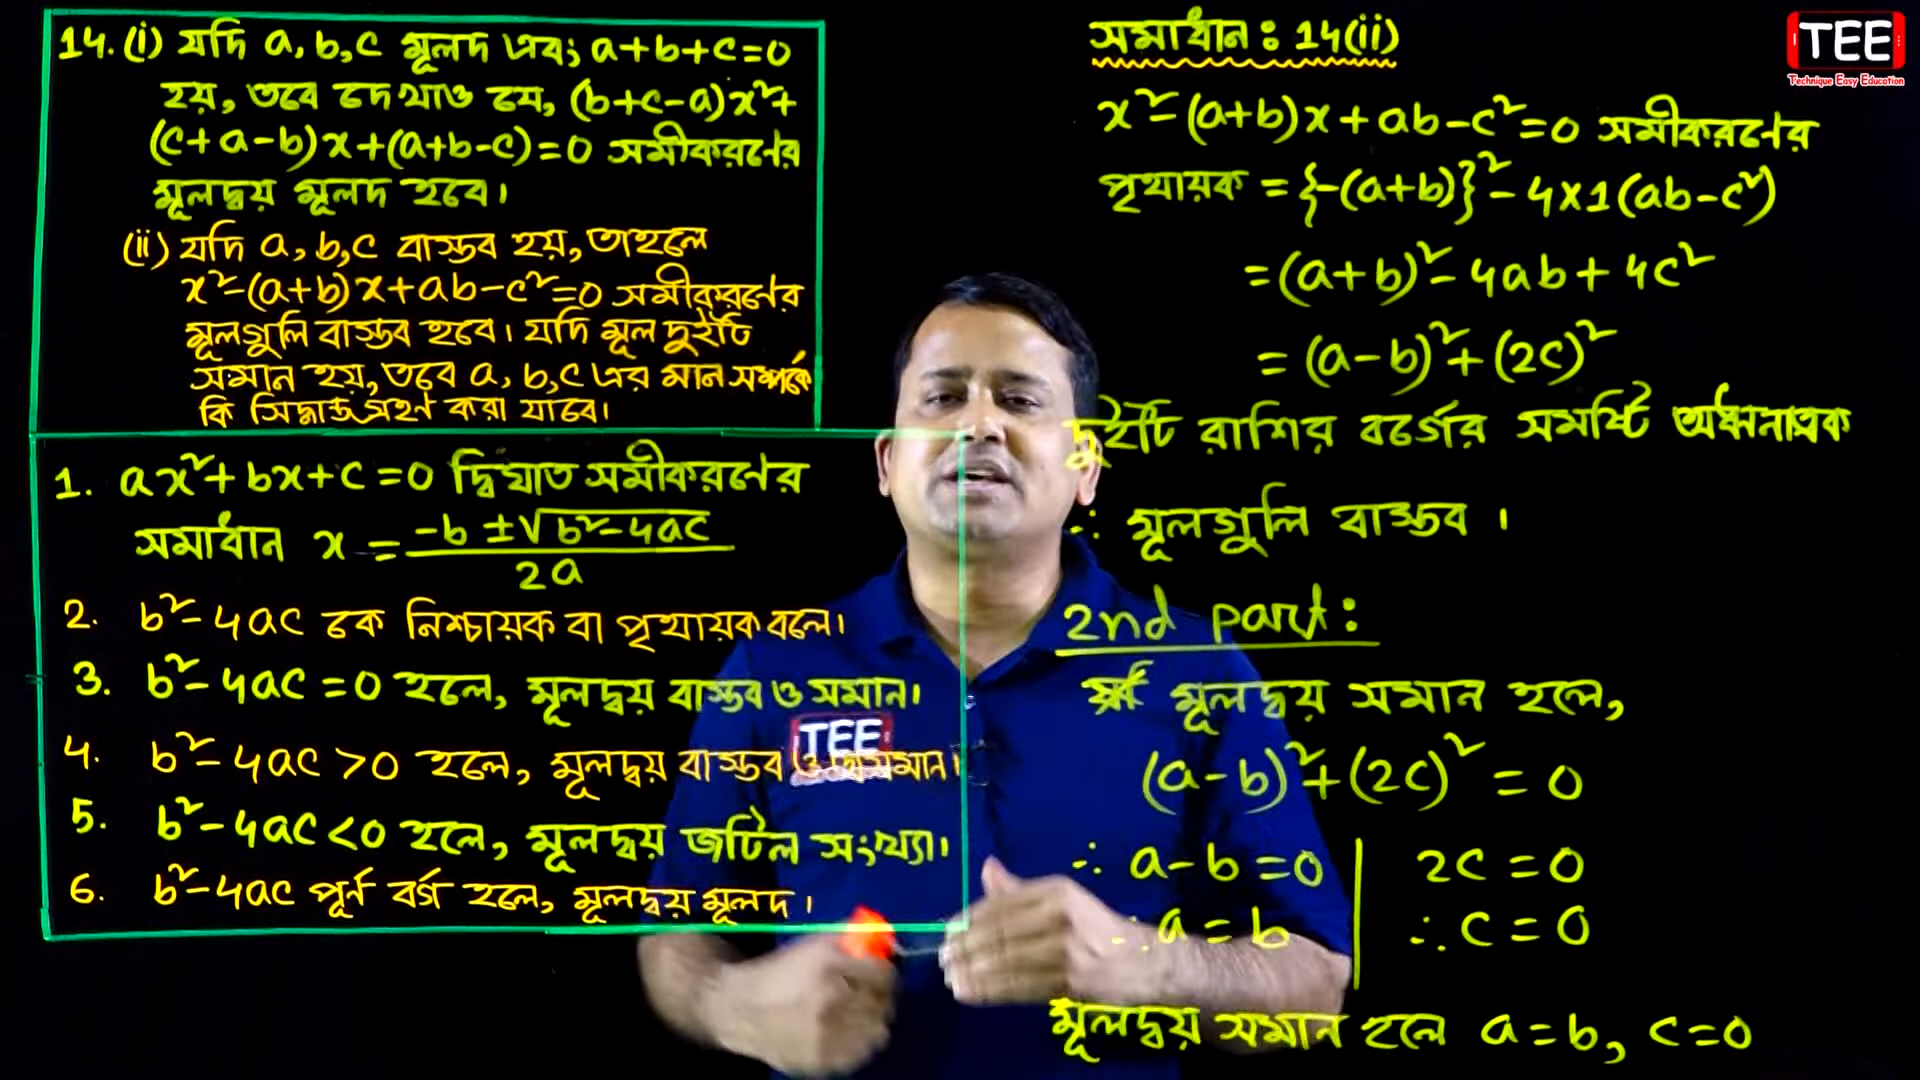 14. (i) যদি a, b, c মূলদ এবং a+b+c=0
হয়, তবে দেখাও যে, (b+c-a)x²+
(c+a-b)x+(a+b-c)=0 সমীকরণের
মূলদ্বয় মূলদ হবে।
(ii) যদি a, b, c বাস্তব হয়, তাহলে
x²-(a+b)x+ab-c²=0 সমীকরণের
মূলগুলি বাস্তব হবে। যদি মূল দুইটি
সমান হয়, তবে a, b, c এর মান সম্পর্কে
কি সিদ্ধান্ত গ্রহণ করা যাবে।
1. ax²+bx+c=0 দ্বিঘাত সমীকরণের
সমাধান x = (-b ±√b²-4ac)/2a
2. b²-4ac কে নিশ্চায়ক বা পৃথায়ক বলে।
3. b²-4ac=0 হলে, মূলদ্বয় বাস্তব ও সমান।
4. b²-4ac>0 হলে, মূলদ্বয় বাস্তব ও অসমান।
5. b²-4ac<0 হলে, মূলদ্বয় জটিল সংখ্যা।
6. b²-4ac পূর্ন বর্গ হলে, মূলদ্বয় মূলদ।
সমাধান: 14(ii)
x²-(a+b)x+ab-c²=0 সমীকরণের
পৃথায়ক = {-(a+b)}²-4×1(ab-c²)
=(a+b)²-4ab+4c²
= (a-b)²+(2c)²
দুইটি রাশির বর্গের সমষ্টি অঋনাত্নক
∴ মূলগুলি বাস্তব।
2nd part:
মূলদ্বয় সমান হলে,
(a-b)²+(2c)² = 0
∴ a-b=0 | 2c=0
∴ a=b | ∴ c=0
মূলদ্বয় সমান হলে a=b, c=0
TEE
Technique Easy Education
TEE